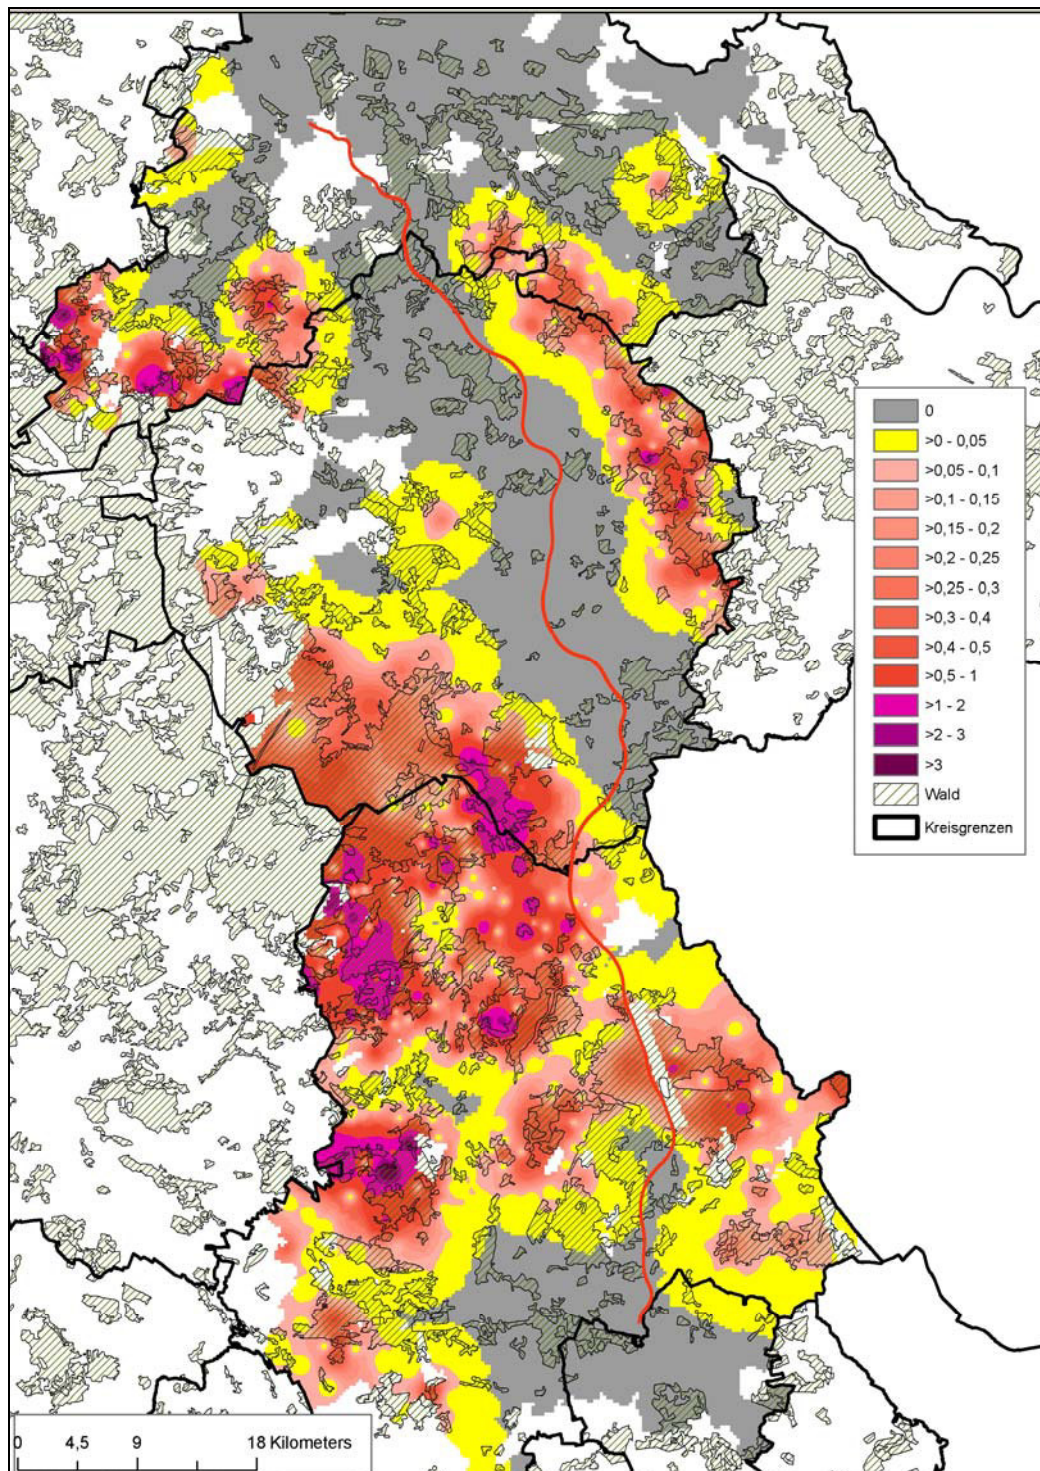 0
>0 - 0,05
>0,05 - 0,1
>0,1 - 0,15
>0,15 - 0,2
>0,2 - 0,25
>0,25 - 0,3
>0,3 - 0,4
>0,4 - 0,5
>0,5 - 1
>1 - 2
>2 - 3
>3
Wald
Kreisgrenzen
0 4,5 9 18 Kilometers